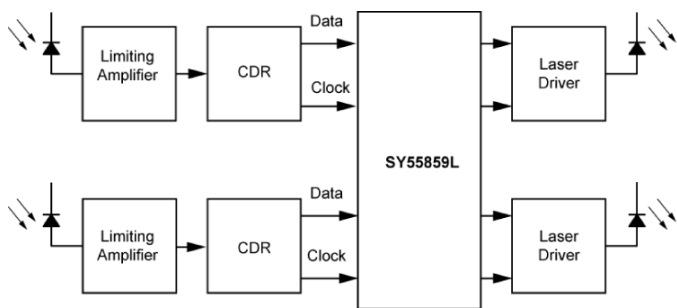 Data
Limiting
Amplifier
CDR
Clock
Laser
Driver
SY55859L
Data
Limiting
Amplifier
CDR
Clock
Laser
Driver